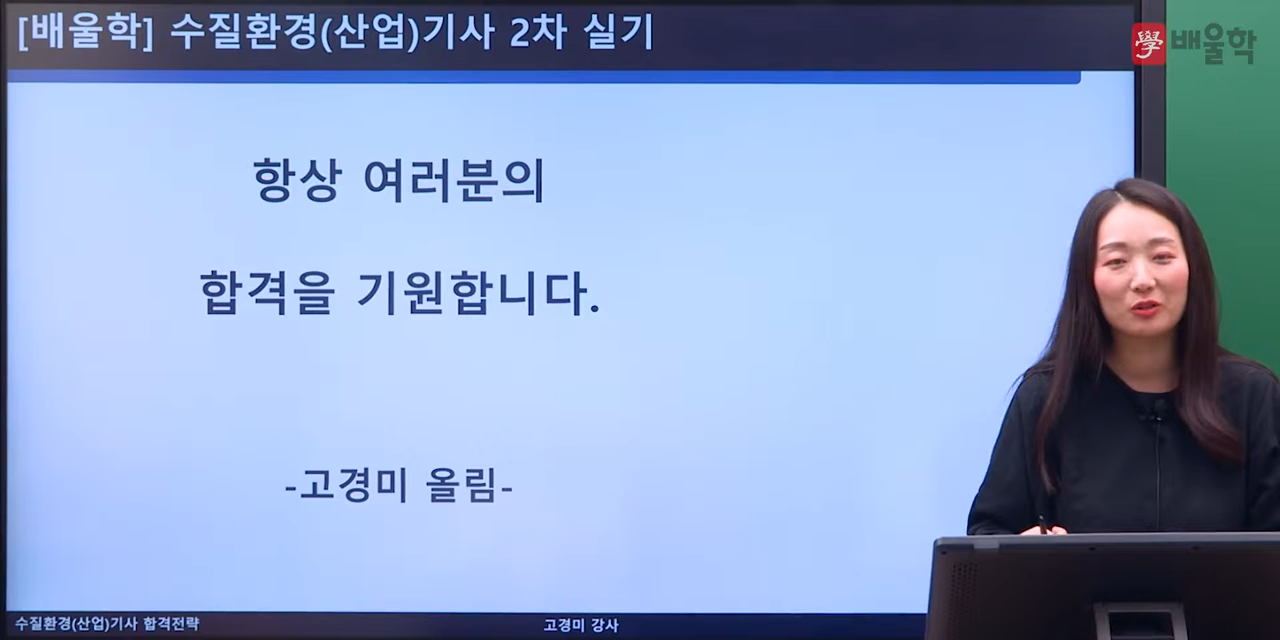 [배울학] 수질환경(산업)기사 2차 실기
學 배울학
항상 여러분의
합격을 기원합니다.
-고경미 올림-
수질환경(산업)기사 합격전략
고경미 강사